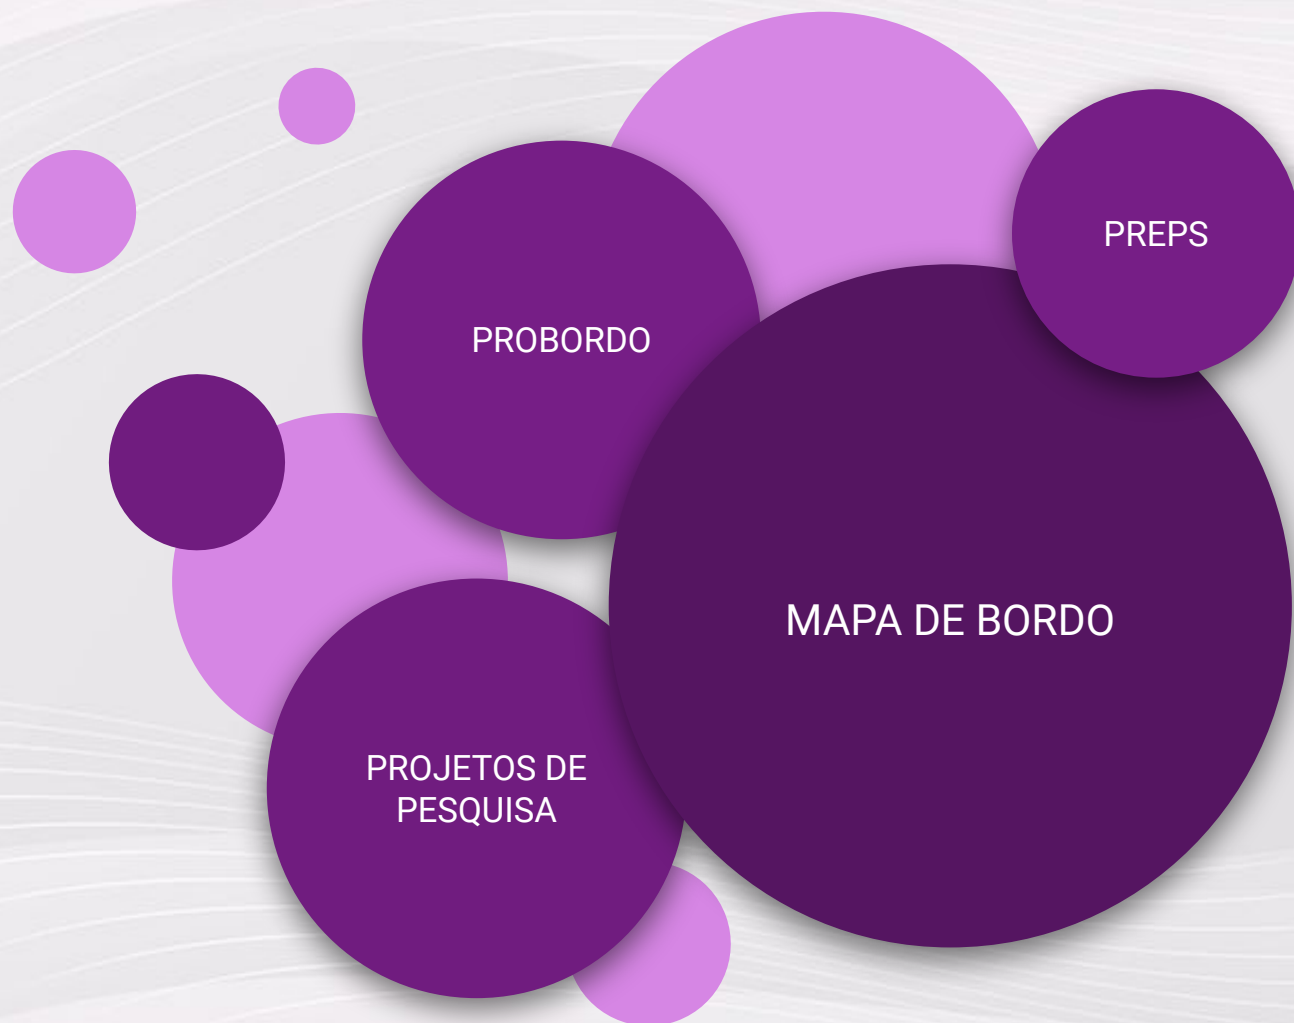 PREPS
PROBORDO
MAPA DE BORDO
PROJETOS DE
PESQUISA